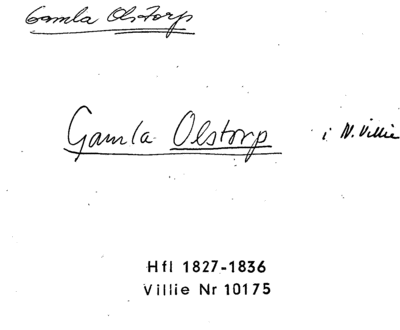 Gamla Olstorp
Gamla Olstorp i N. Villie
Hfl 1827-1836
Villie Nr 10175